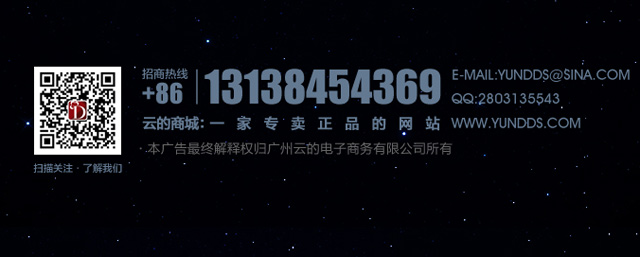 招商热线
+86
13138454369
E-MAIL:YUNDDS@SINA.COM
QQ:2803135543
云的商城：一家专卖正品的网站
WWW.YUNDDS.COM
·本广告最终解释权归广州云的电子商务有限公司所有
扫描关注·了解我们